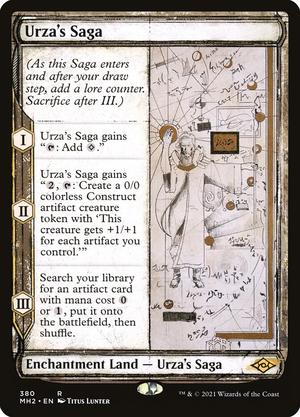 Urza's Saga
(As this Saga enters
and after your draw
step, add a lore counter.
Sacrifice after III.)
I
Urza's Saga gains
"{T}: Add {C}."
II
Urza's Saga gains
"{2}, {T}: Create a 0/0
colorless Construct
artifact creature
token with 'This
creature gets +1/+1
for each artifact you
control.'"
III
Search your library
for an artifact card
with mana cost {0}
or {1}, put it onto
the battlefield, then
shuffle.
Enchantment Land — Urza's Saga
380 R
MH2 • EN Titus Lunter
™ & © 2021 Wizards of the Coast